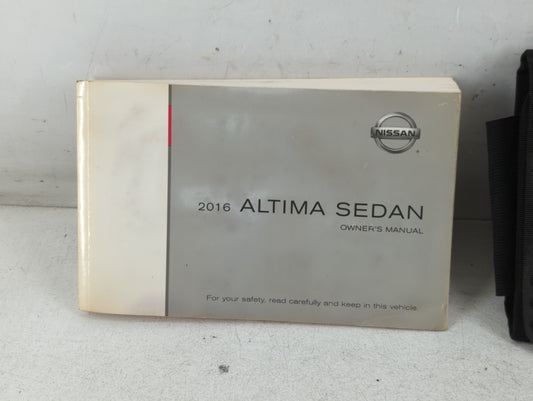 NISSAN
2016 ALTIMA SEDAN
OWNER'S MANUAL
For your safety, read carefully and keep in this vehicle.